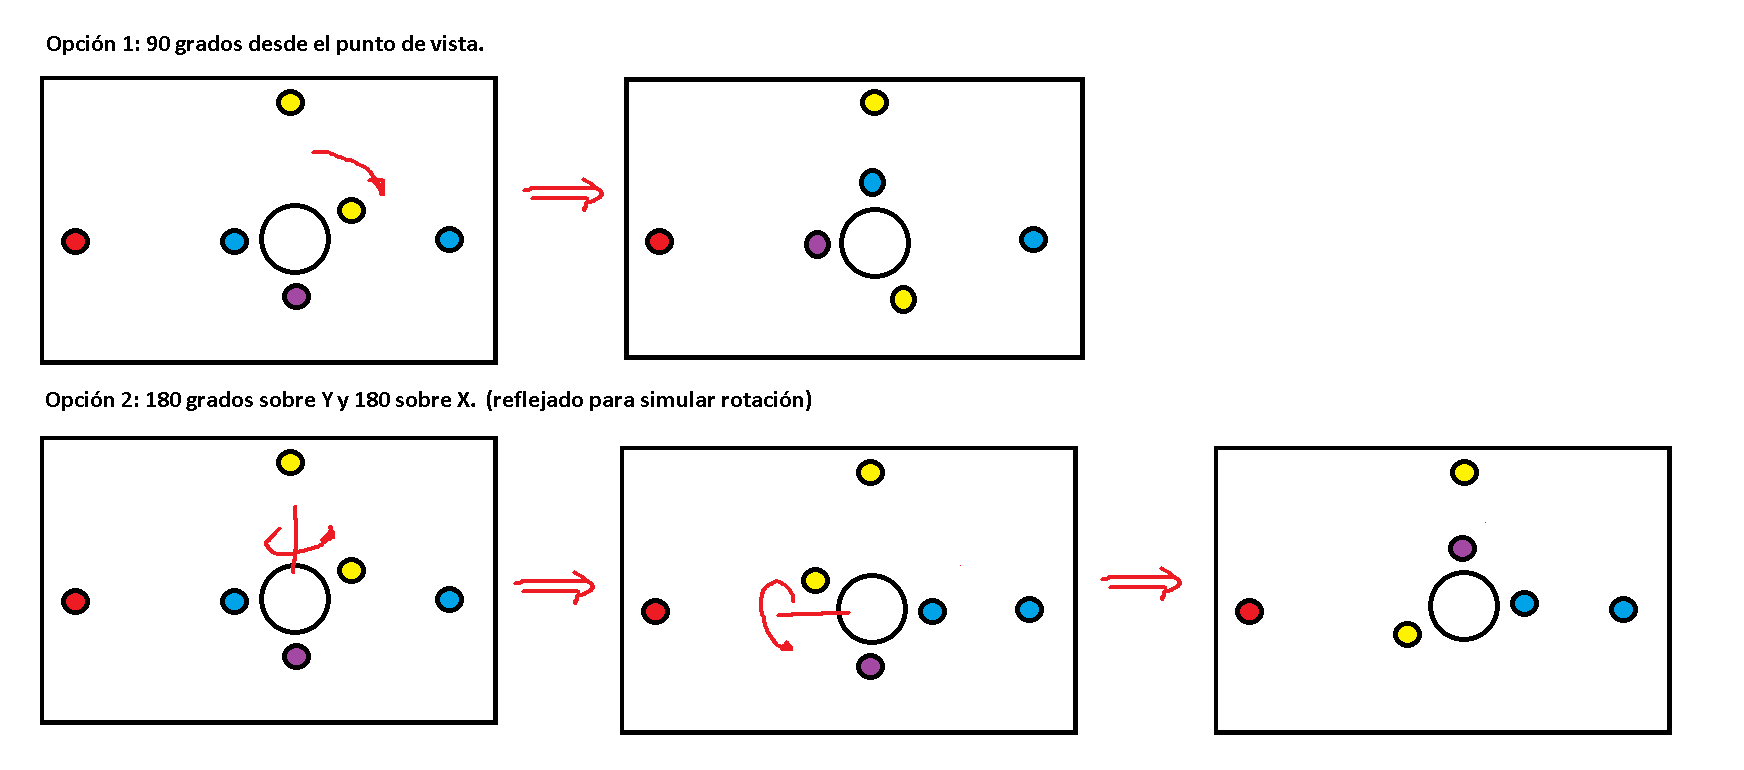 Opción 1: 90 grados desde el punto de vista.
Opción 2: 180 grados sobre Y y 180 sobre X. (reflejado para simular rotación)